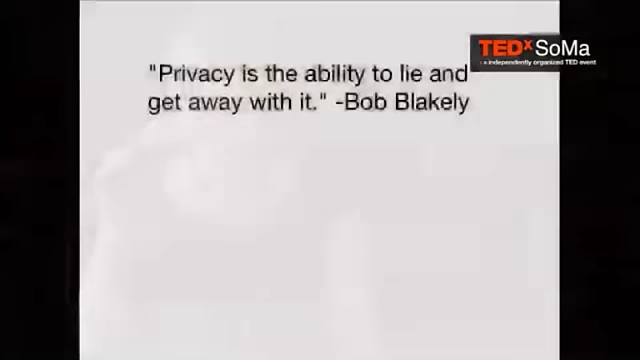 TEDxSoMa
x independently organized TED event
"Privacy is the ability to lie and
get away with it." -Bob Blakely